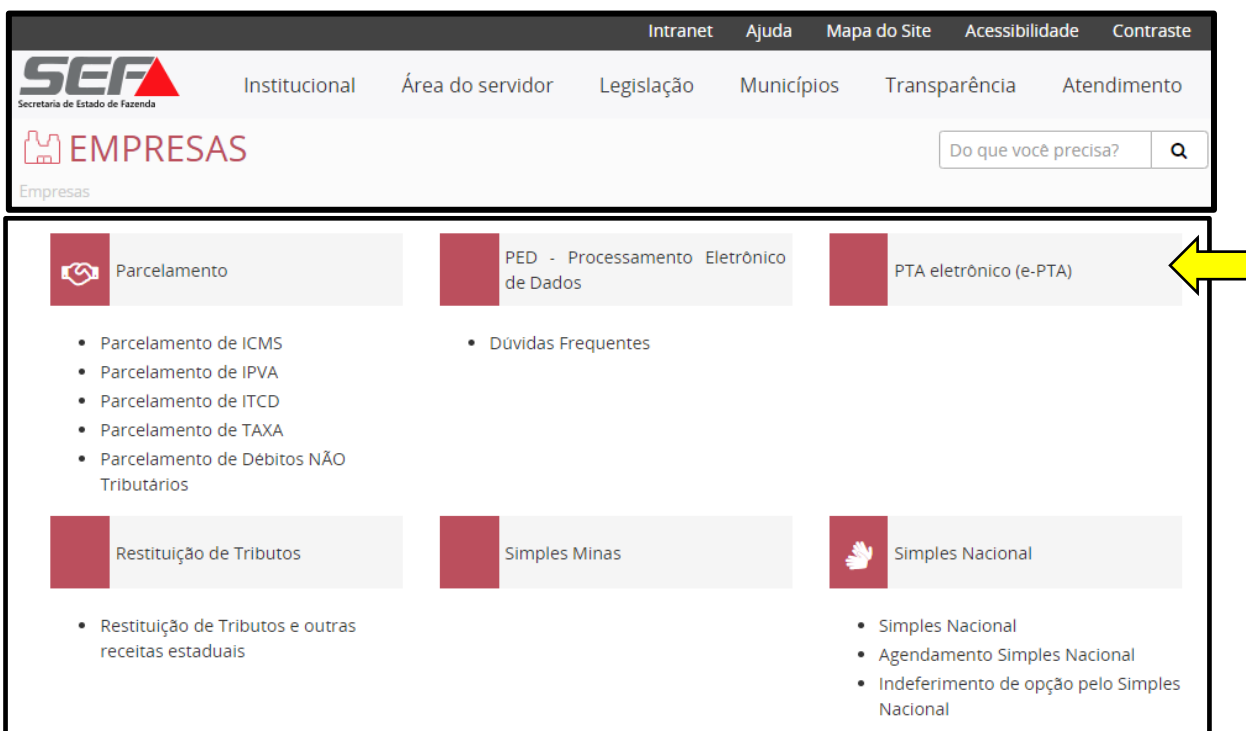 Intranet Ajuda Mapa do Site Acessibilidade Contraste
SEF
Secretaria de Estado de Fazenda
Institucional Área do servidor Legislação Municípios Transparência Atendimento
EMPRESAS
Do que você precisa?
Empresas
Parcelamento
PED - Processamento Eletrônico
de Dados
PTA eletrônico (e-PTA)
• Parcelamento de ICMS
• Parcelamento de IPVA
• Parcelamento de ITCD
• Parcelamento de TAXA
• Parcelamento de Débitos NÃO
Tributários
• Dúvidas Frequentes
Restituição de Tributos
Simples Minas
Simples Nacional
• Restituição de Tributos e outras
receitas estaduais
• Simples Nacional
• Agendamento Simples Nacional
• Indeferimento de opção pelo Simples
Nacional